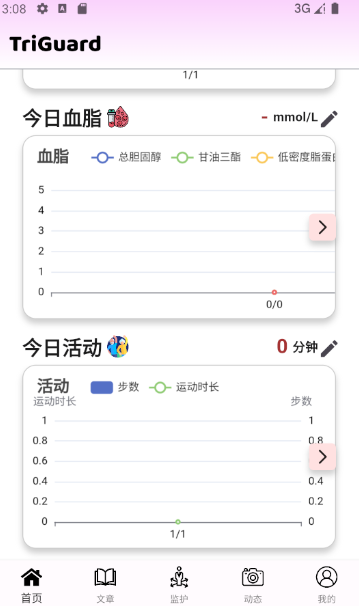 3:08 3G
TriGuard
1/1
今日血脂 - mmol/L
血脂 总胆固醇 甘油三酯 低密度脂蛋白
5
4
3
2
1
0
0/0
今日活动 0 分钟
活动 步数 运动时长
运动时长 步数
1 1
0.8 0.8
0.6
0.4 0.4
0.2 0.2
0 0
1/1
首页 文章 监护 动态 我的